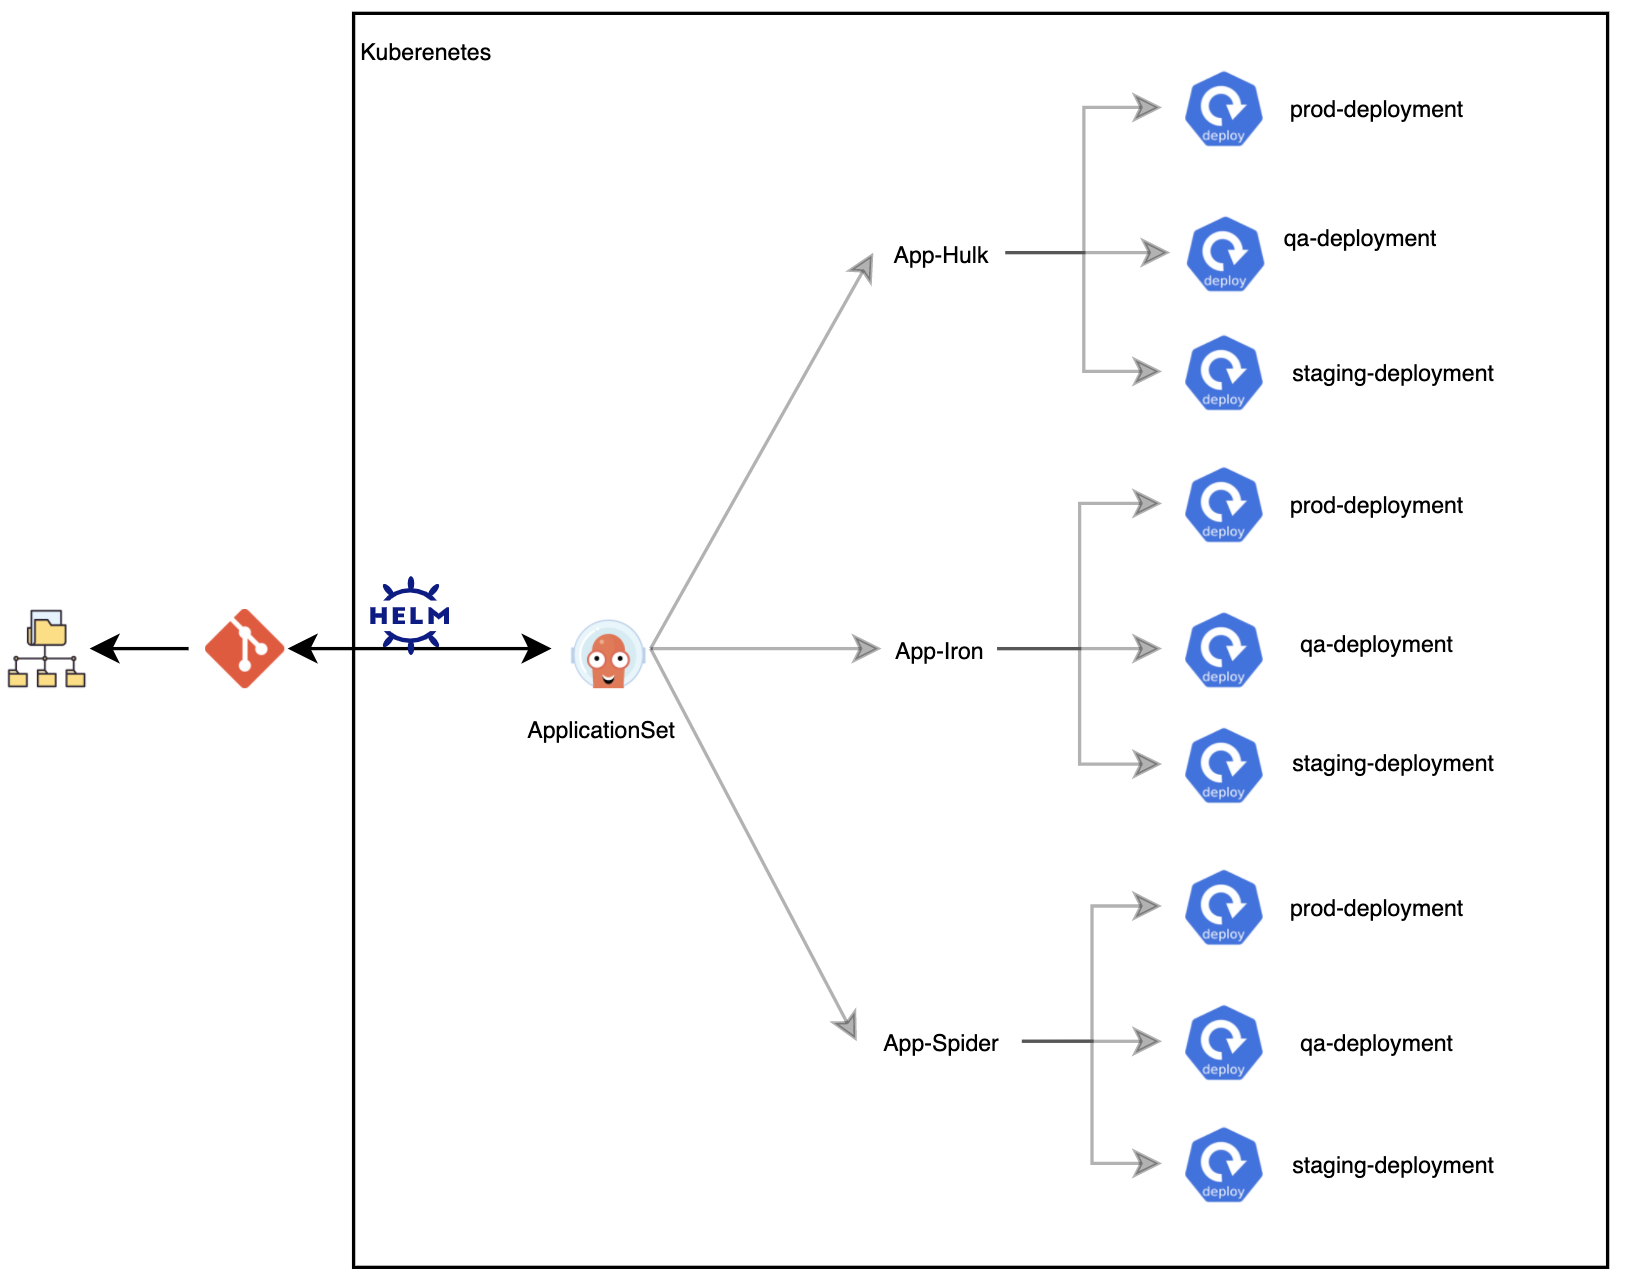 Kuberenetes
prod-deployment
deploy
qa-deployment
App-Hulk
deploy
staging-deployment
deploy
prod-deployment
deploy
HELM
App-Iron
qa-deployment
deploy
ApplicationSet
staging-deployment
deploy
prod-deployment
deploy
App-Spider
qa-deployment
deploy
staging-deployment
deploy